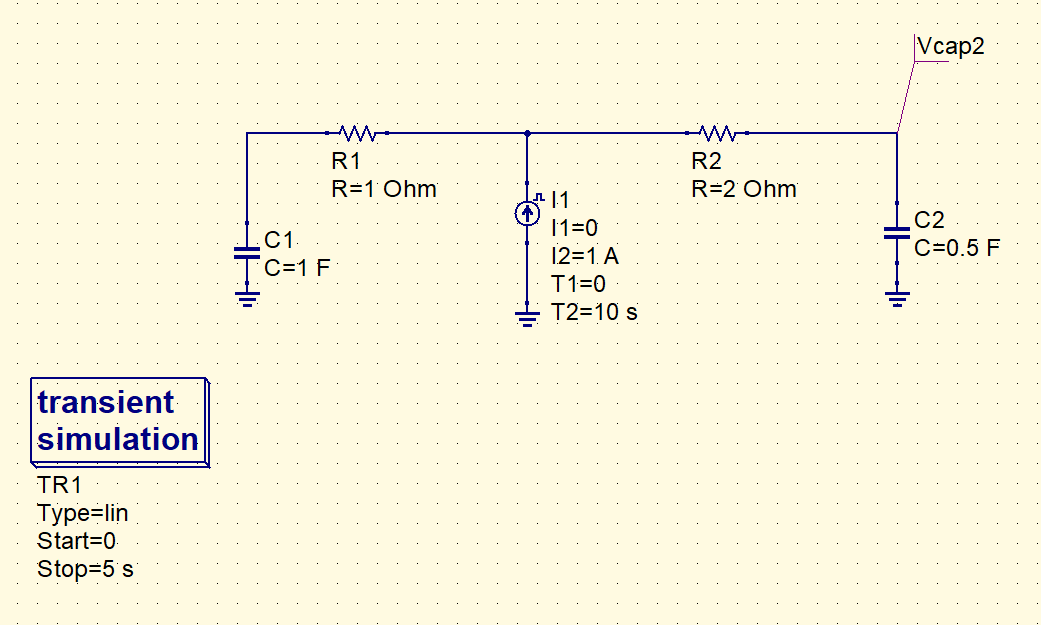 Vcap2
R1
R=1 Ohm
R2
R=2 Ohm
I1
I1=0
I2=1 A
T1=0
T2=10 s
C1
C=1 F
C2
C=0.5 F
transient
simulation
TR1
Type=lin
Start=0
Stop=5 s